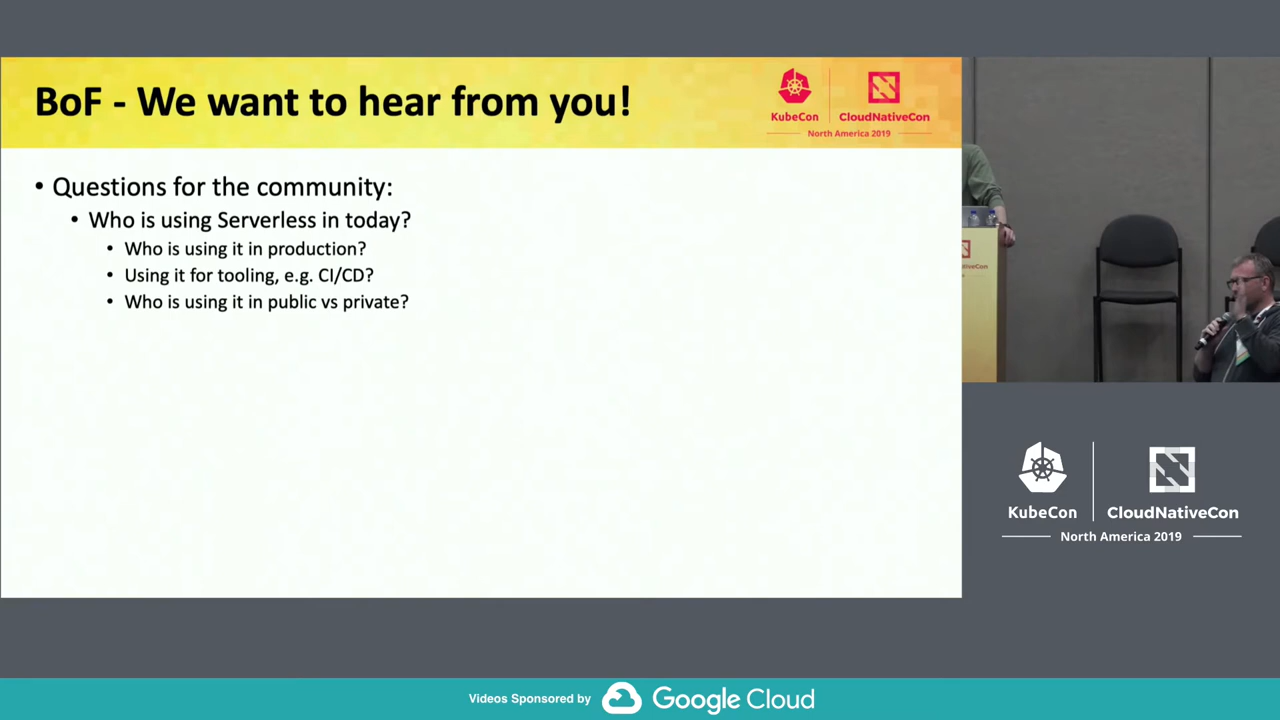 BoF - We want to hear from you!
KubeCon
CloudNativeCon
North America 2019
• Questions for the community:
• Who is using Serverless in today?
• Who is using it in production?
• Using it for tooling, e.g. CI/CD?
• Who is using it in public vs private?
KubeCon
CloudNativeCon
North America 2019
Videos Sponsored by Google Cloud